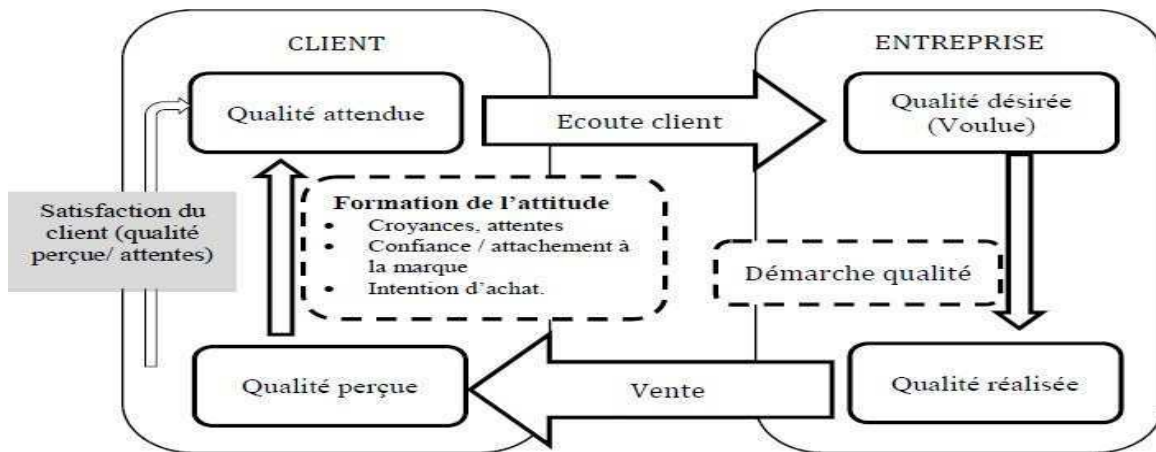 CLIENT
ENTREPRISE
Qualité attendue
Ecoute client
Qualité désirée
(Voulue)
Satisfaction du
client (qualité
perçue/ attentes)
Formation de l'attitude
• Croyances, attentes
• Confiance / attachement à
la marque
• Intention d'achat.
Démarche qualité
Qualité perçue
Vente
Qualité réalisée